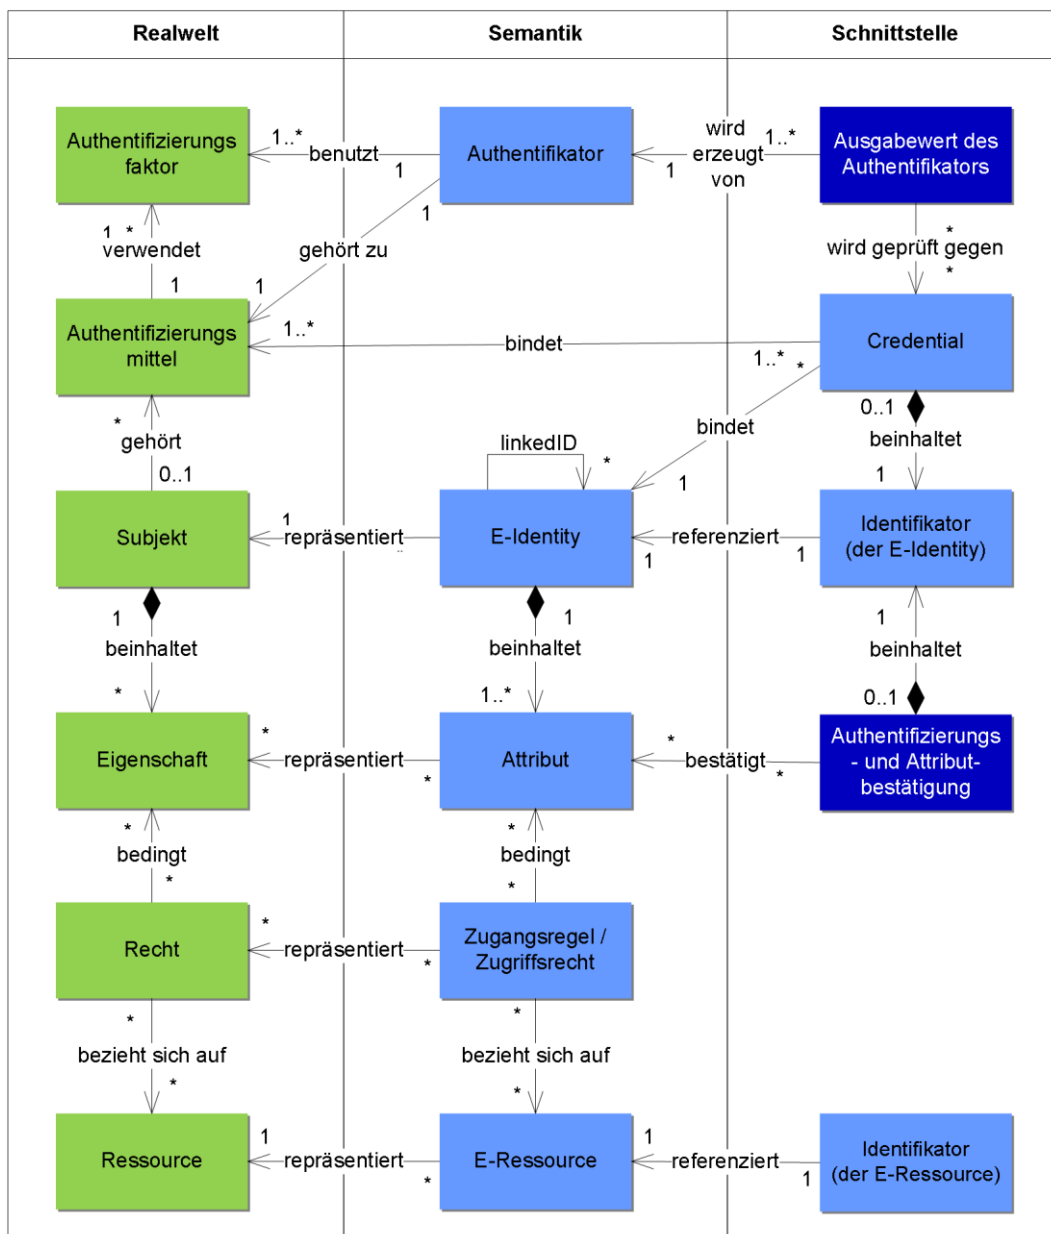 Realwelt
Semantik
Schnittstelle
Authentifizierungs
faktor
1..*
benutzt
1
Authentifikator
wird
erzeugt
von
1
1..*
Ausgabewert des
Authentifikators
1
*
verwendet
1
gehört zu
1
1
*
wird geprüft gegen
*
Authentifizierungs
mittel
1..*
bindet
1..*
*
Credential
*
gehört
0..1
linkedID
*
bindet
1
0..1
beinhaltet
1
Subjekt
1
repräsentiert
E-Identity
referenziert
1
1
Identifikator
(der E-Identity)
1
beinhaltet
*
1
beinhaltet
1..*
1
beinhaltet
0..1
Eigenschaft
*
repräsentiert
*
Attribut
*
bestätigt
*
Authentifizierungs
- und Attribut-
bestätigung
*
bedingt
*
*
bedingt
*
Recht
*
repräsentiert
*
Zugangsregel /
Zugriffsrecht
*
bezieht sich auf
*
*
bezieht sich auf
*
Ressource
1
repräsentiert
*
E-Ressource
1
referenziert
1
Identifikator
(der E-Ressource)